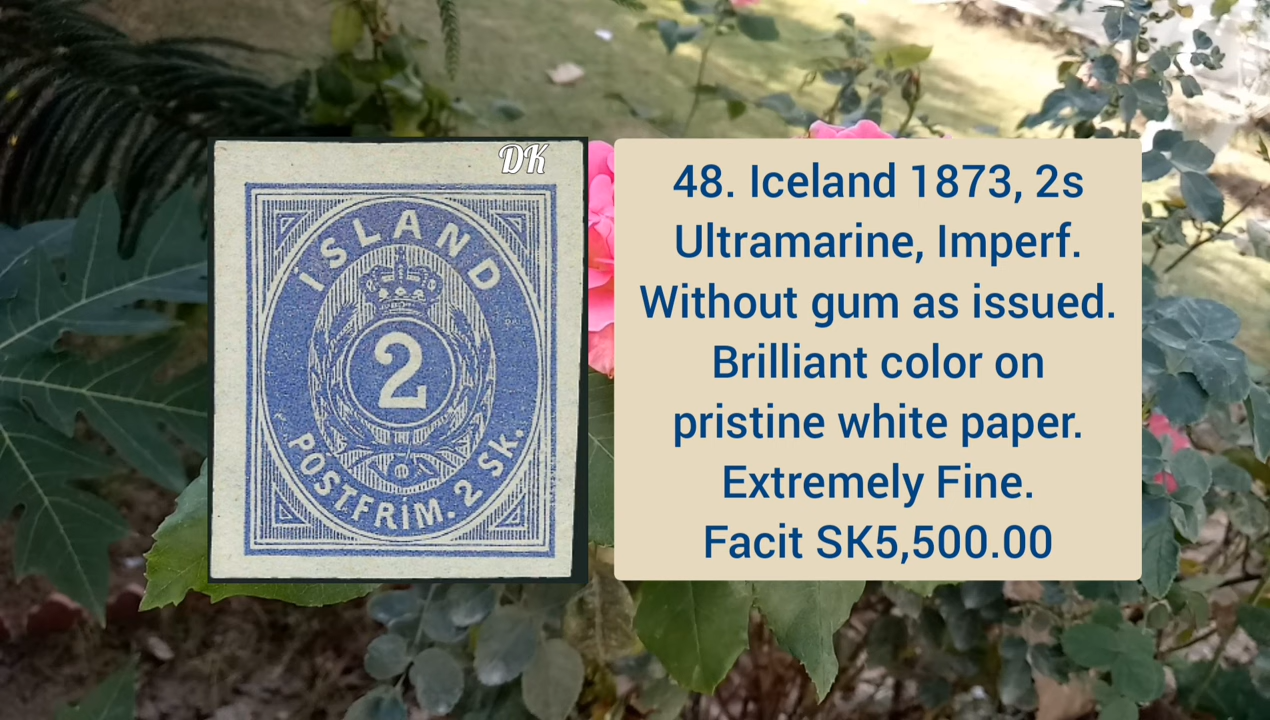 DK
ÍSLAND
2
POSTFRÍM. 2 SK.
48. Iceland 1873, 2s
Ultramarine, Imperf.
Without gum as issued.
Brilliant color on
pristine white paper.
Extremely Fine.
Facit SK5,500.00